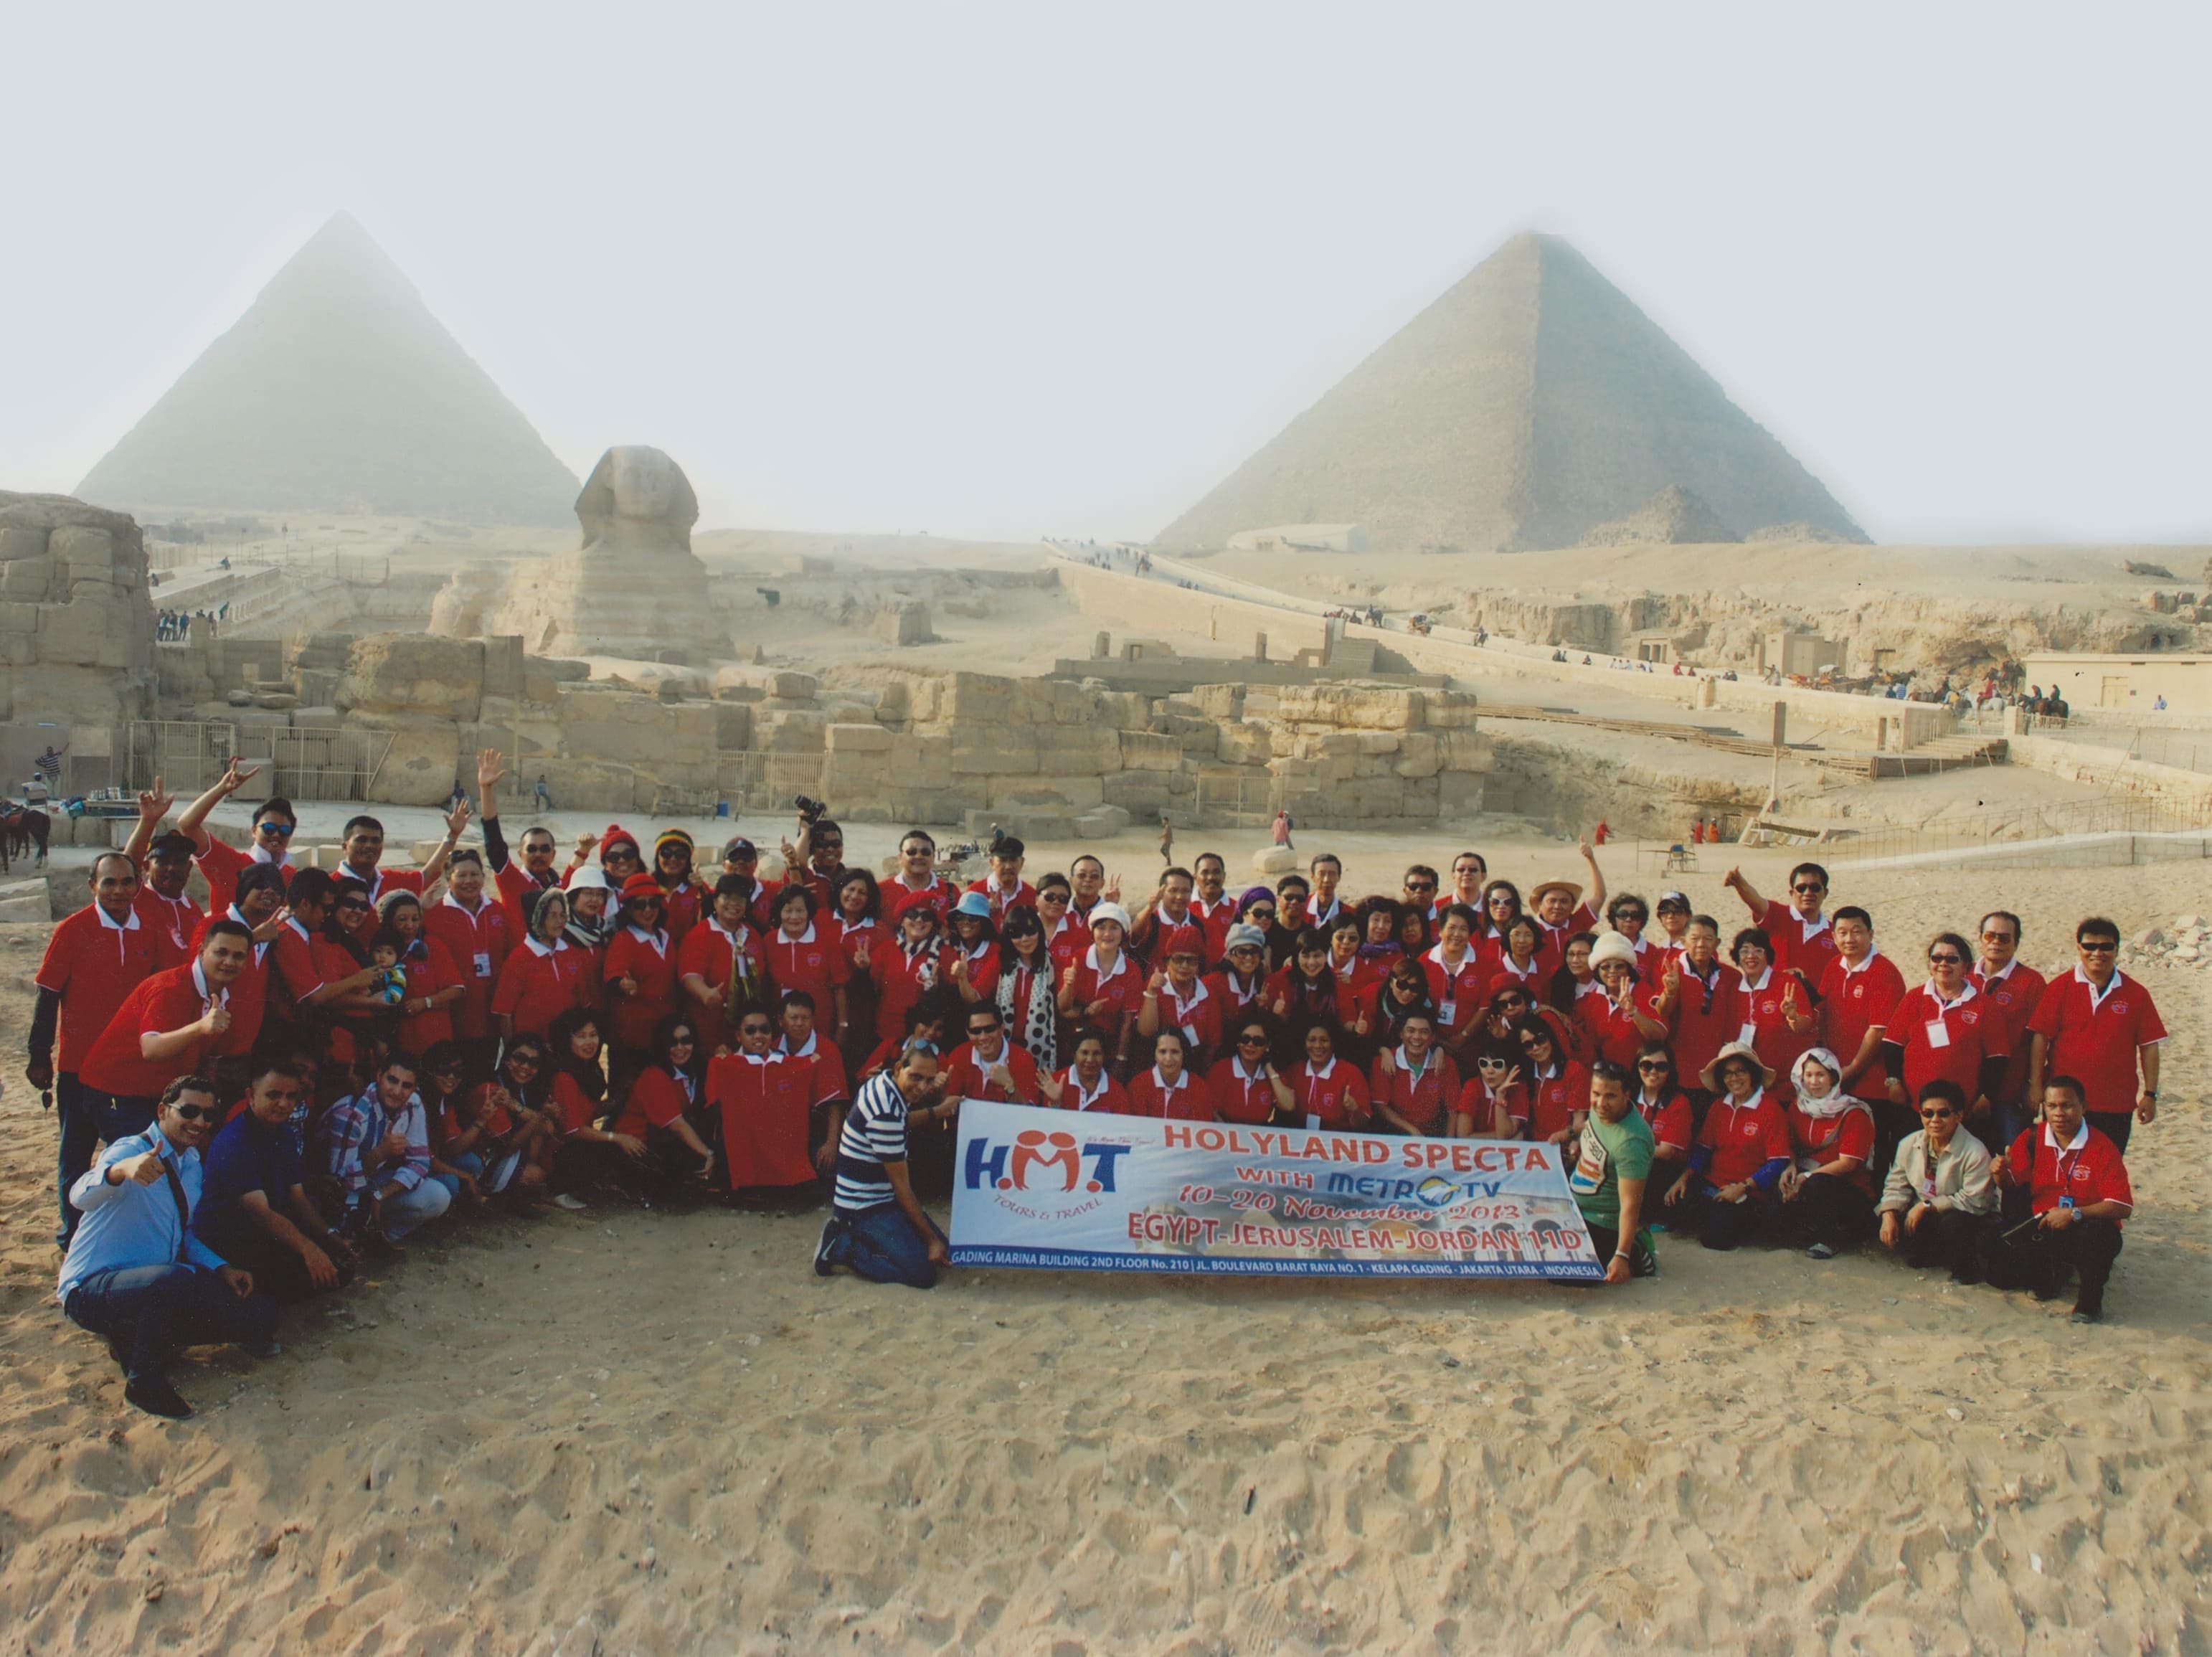 H.M.T
TOURS & TRAVEL
HOLYLAND SPECTA
WITH METRO TV
10-20 November 2013
EGYPT-JERUSALEM-JORDAN 11D
GADING MARINA BUILDING 2ND FLOOR No. 210 | JL. BOULEVARD BARAT RAYA NO. 1 - KELAPA GADING - JAKARTA UTARA - INDONESIA